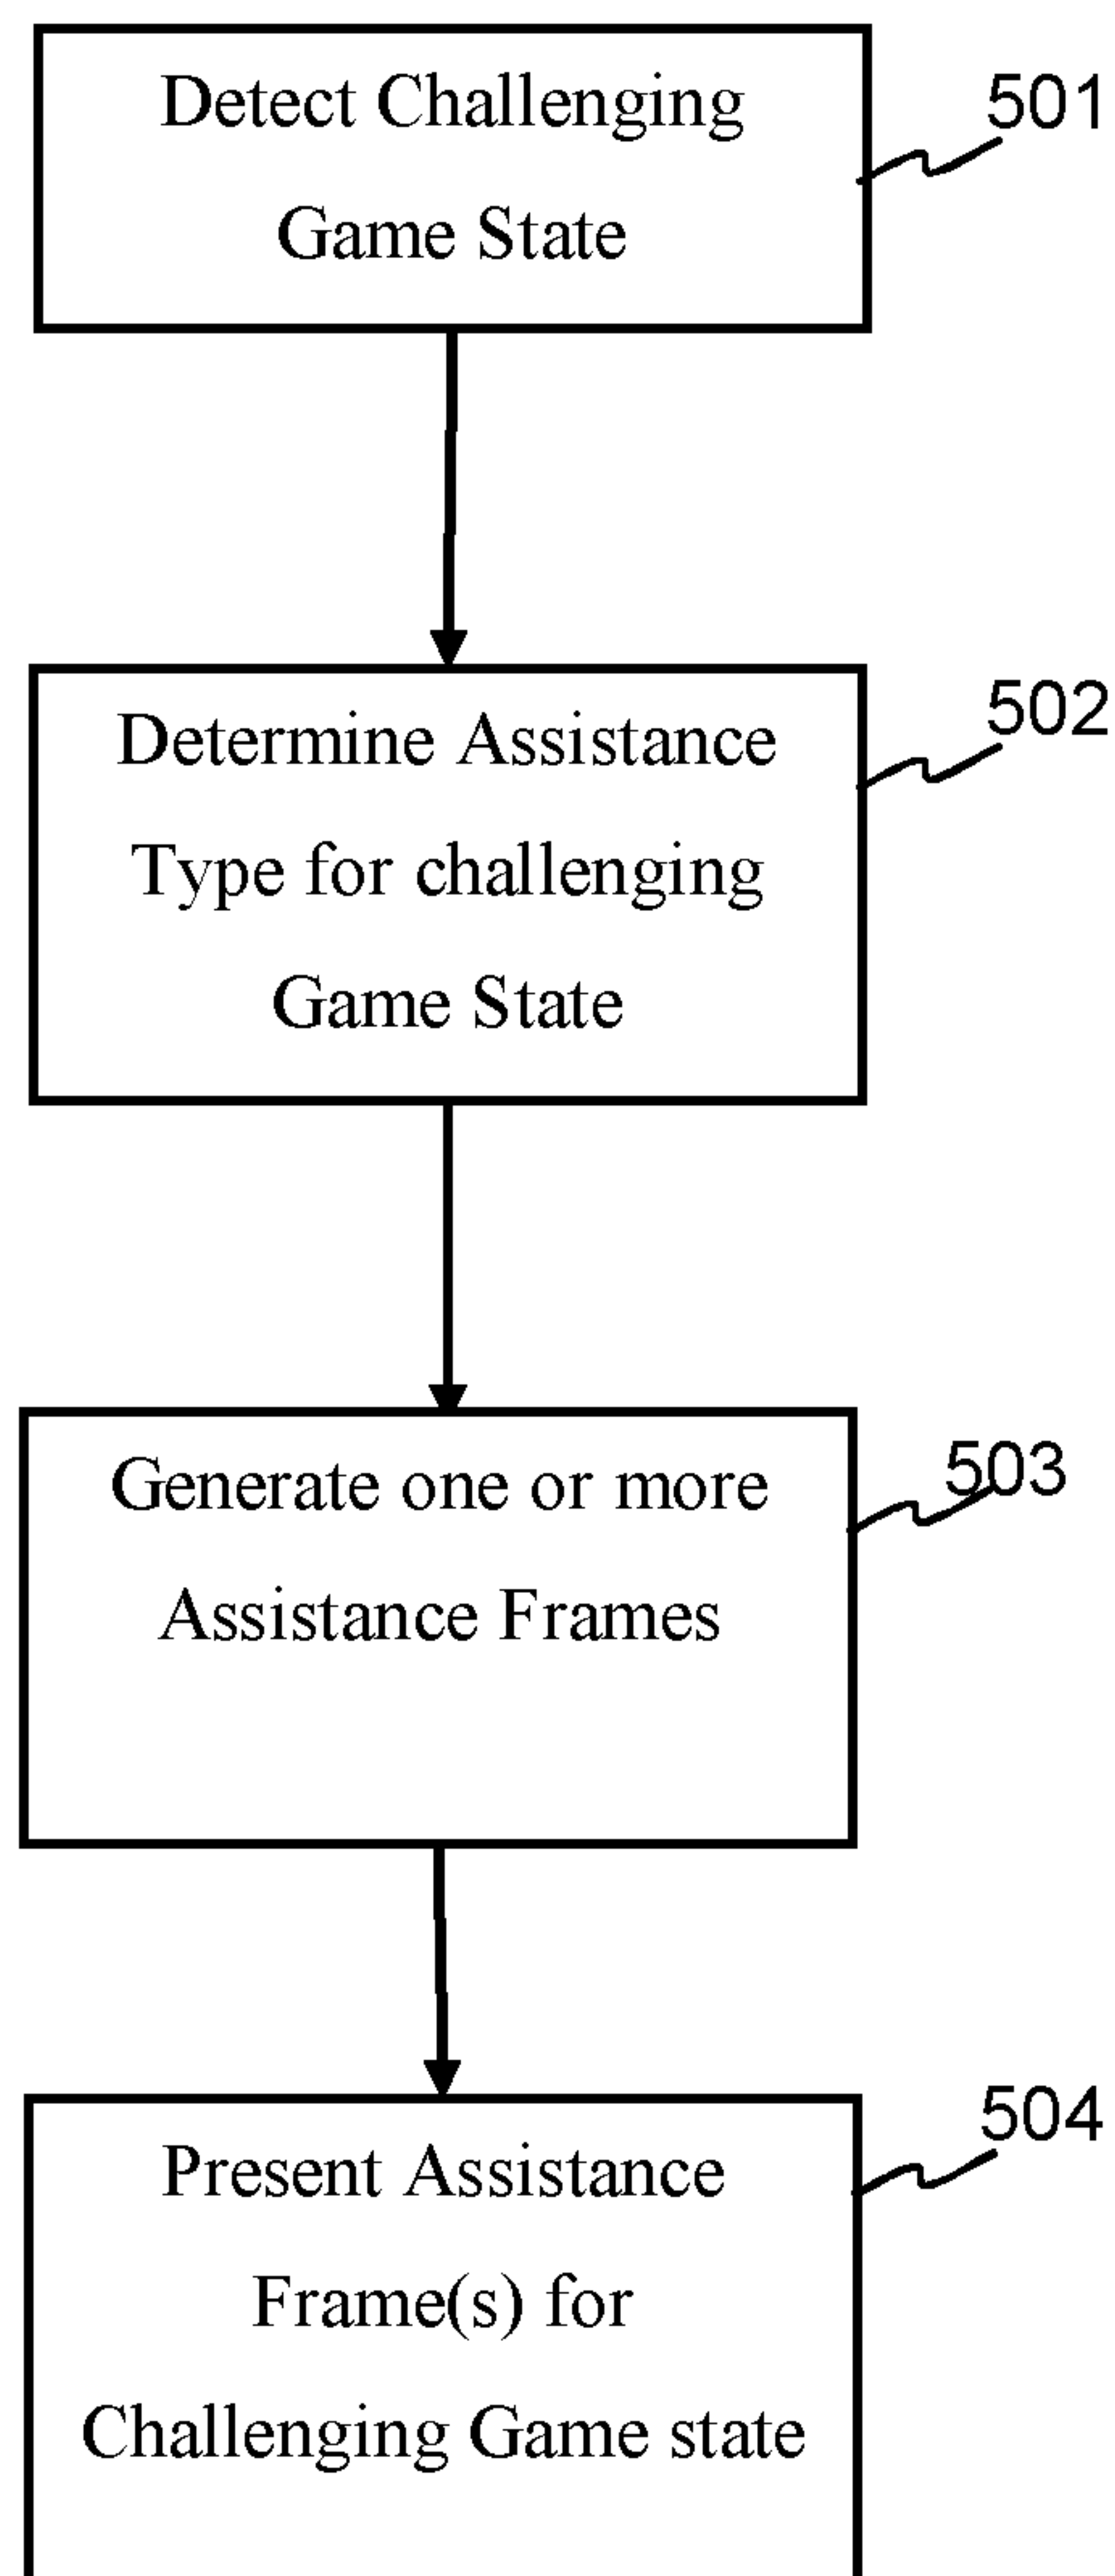 Detect Challenging
Game State
501
Determine Assistance
Type for challenging
Game State
502
Generate one or more
Assistance Frames
503
Present Assistance
Frame(s) for
Challenging Game state
504